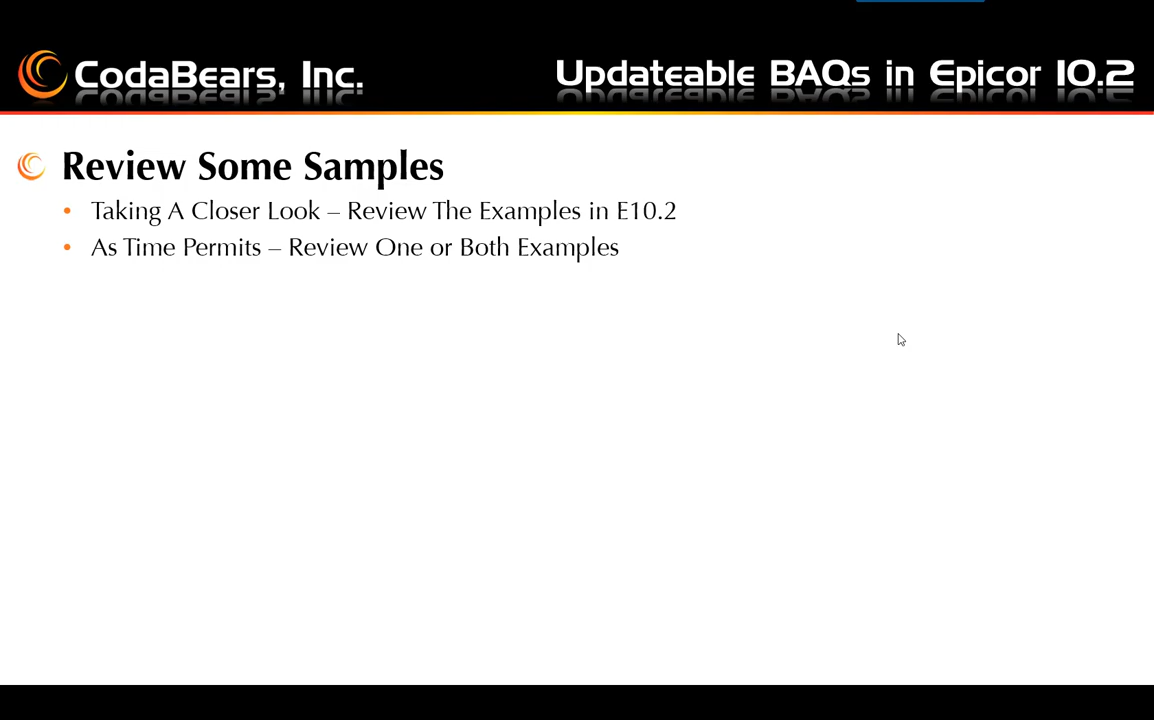 CodaBears, Inc.
Updateable BAQs in Epicor 10.2
Review Some Samples
• Taking A Closer Look – Review The Examples in E10.2
• As Time Permits – Review One or Both Examples